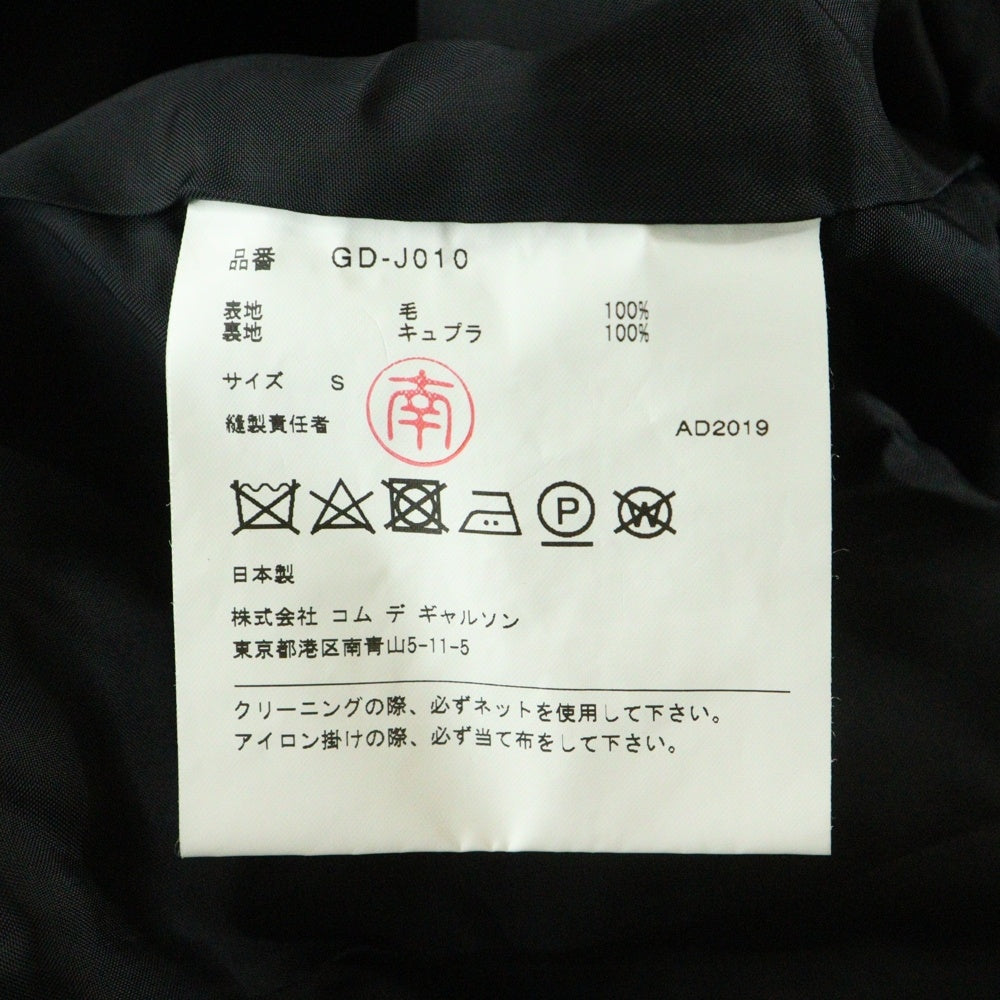 品番 GD-J010
表地 毛 100%
裏地 キュプラ 100%
サイズ S
南
縫製責任者 AD2019
P W
日本製
株式会社 コム デ ギャルソン
東京都港区南青山5-11-5
クリーニングの際、必ずネットを使用して下さい。
アイロン掛けの際、必ず当て布をして下さい。